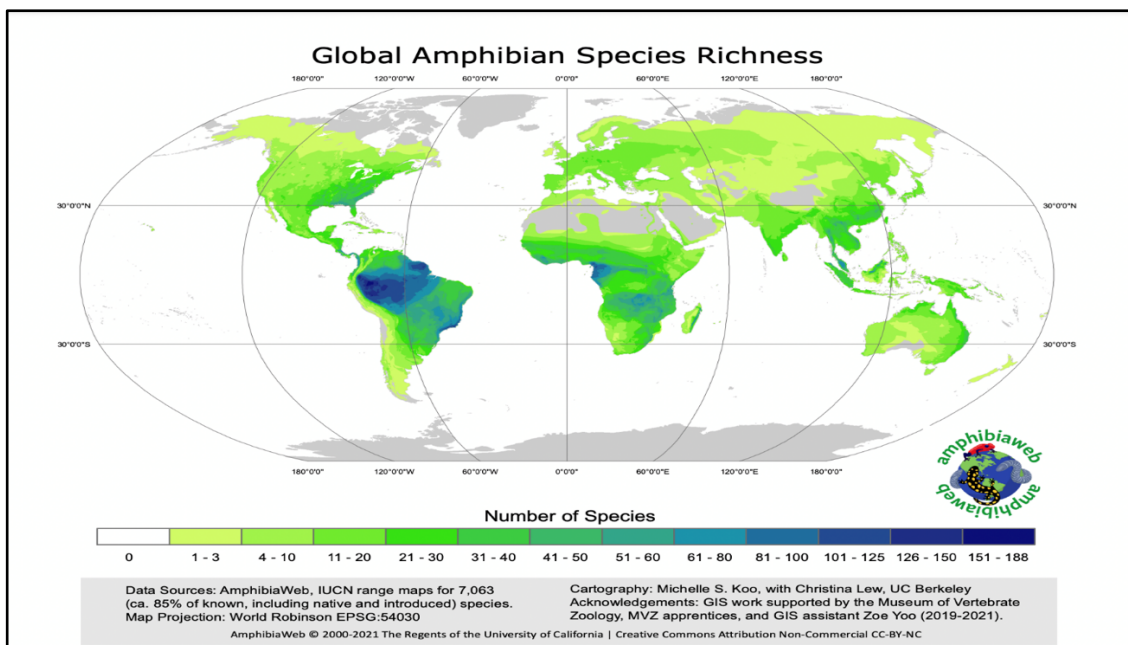 Global Amphibian Species Richness
180°0'0" 120°0'0"W 60°0'0"W 0°0'0" 60°0'0"E 120°0'0"E 180°0'0"
30°0'0"N 30°0'0"N
30°0'0"S 30°0'0"S
180°0'0" 120°0'0"W 60°0'0"W 0°0'0" 60°0'0"E 120°0'0"E 180°0'0"
amphibiaweb
amphibiaweb
Number of Species
0 1 - 3 4 - 10 11 - 20 21 - 30 31 - 40 41 - 50 51 - 60 61 - 80 81 - 100 101 - 125 126 - 150 151 - 188
Data Sources: AmphibiaWeb, IUCN range maps for 7,063
(ca. 85% of known, including native and introduced) species.
Map Projection: World Robinson EPSG:54030
Cartography: Michelle S. Koo, with Christina Lew, UC Berkeley
Acknowledgements: GIS work supported by the Museum of Vertebrate
Zoology, MVZ apprentices, and GIS assistant Zoe Yoo (2019-2021).
AmphibiaWeb © 2000-2021 The Regents of the University of California | Creative Commons Attribution Non-Commercial CC-BY-NC